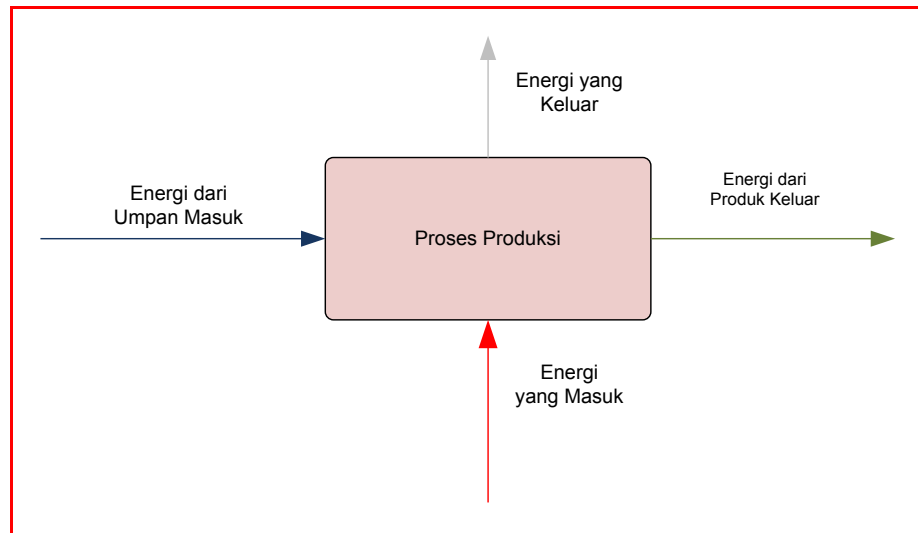 Energi yang
Keluar
Energi dari
Umpan Masuk
Energi dari
Produk Keluar
Proses Produksi
Energi
yang Masuk